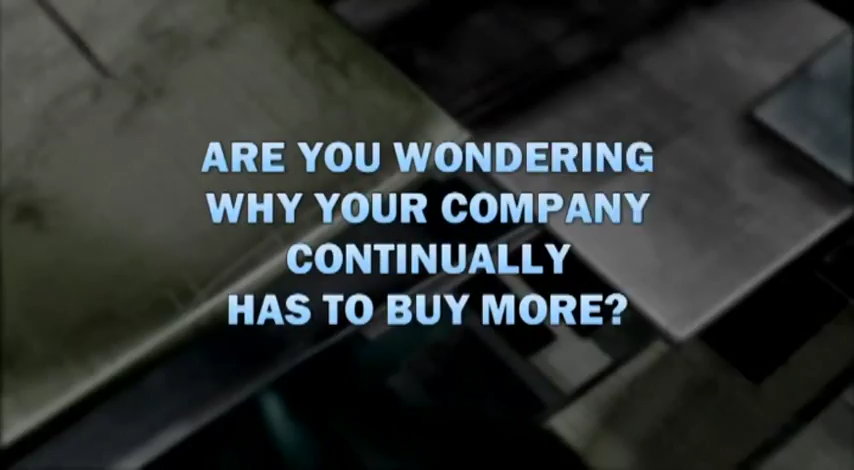 ARE YOU WONDERING
WHY YOUR COMPANY
CONTINUALLY
HAS TO BUY MORE?